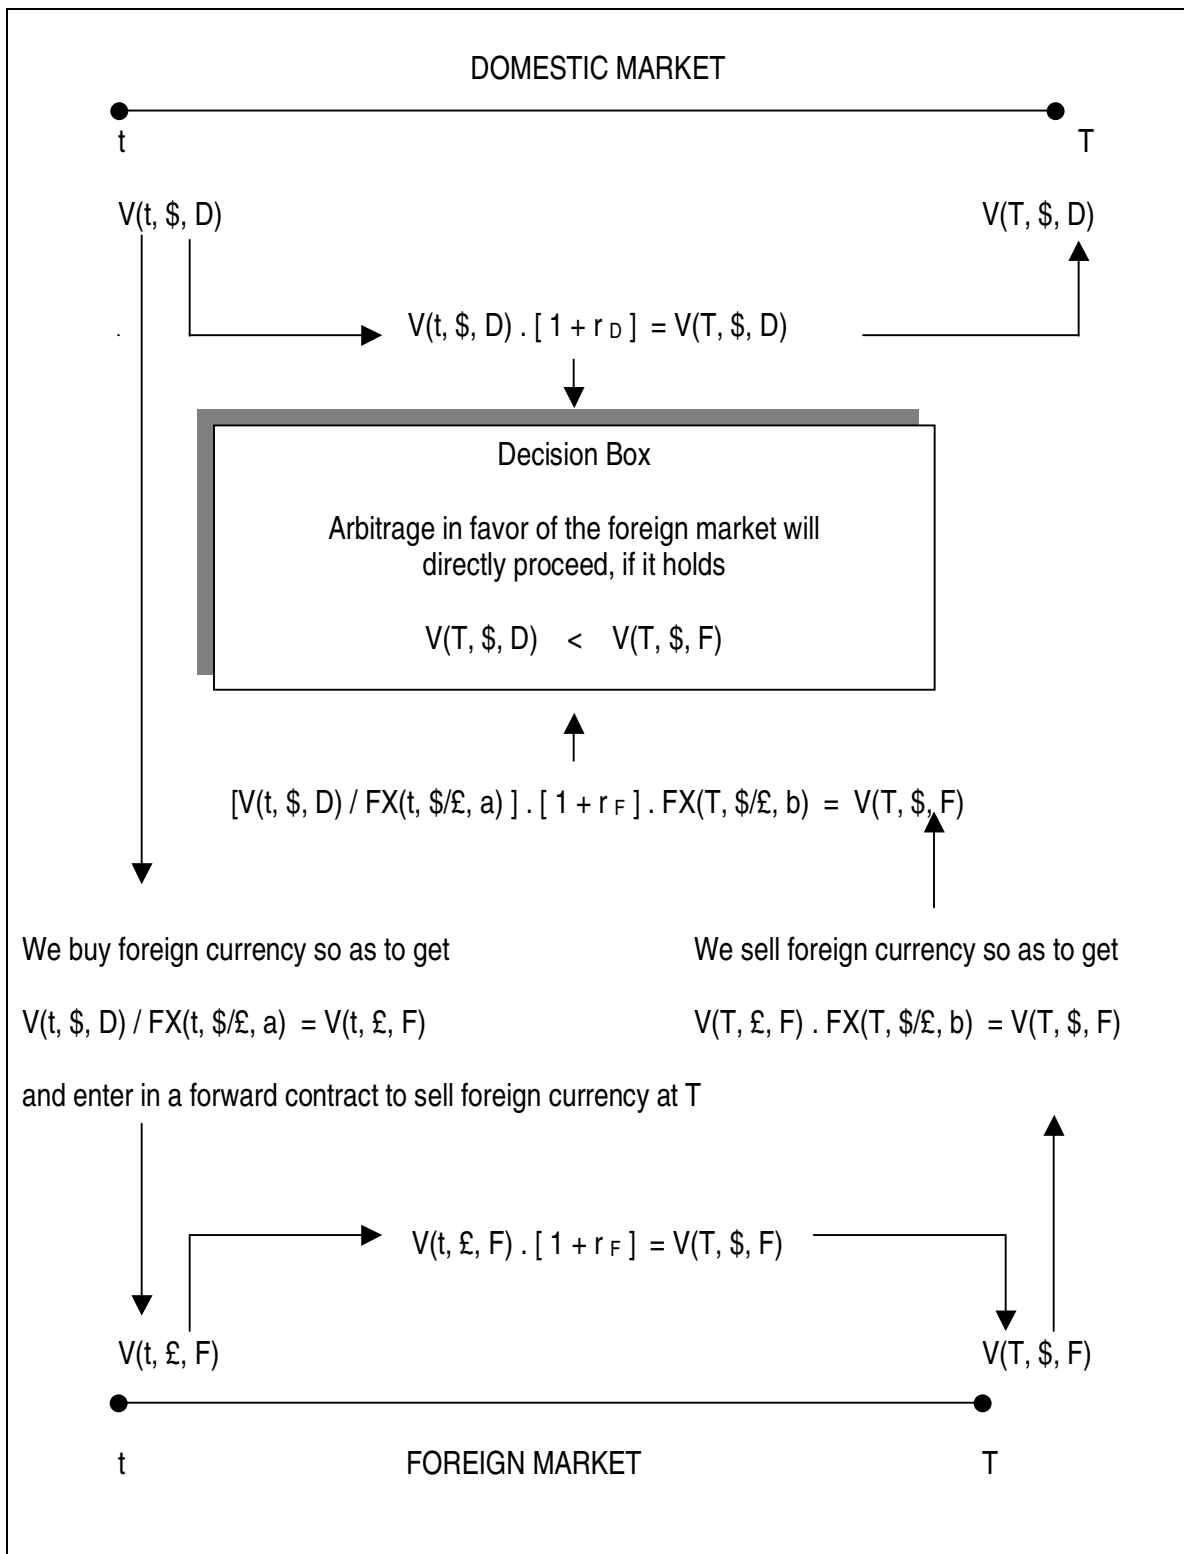 DOMESTIC MARKET
t T
V(t, $, D) V(T, $, D)
V(t, $, D) . [ 1 + r D ] = V(T, $, D)
Decision Box
Arbitrage in favor of the foreign market will
directly proceed, if it holds
V(T, $, D) < V(T, $, F)
[V(t, $, D) / FX(t, $/£, a) ] . [ 1 + r F ] . FX(T, $/£, b) = V(T, $, F)
We buy foreign currency so as to get We sell foreign currency so as to get
V(t, $, D) / FX(t, $/£, a) = V(t, £, F) V(T, £, F) . FX(T, $/£, b) = V(T, $, F)
and enter in a forward contract to sell foreign currency at T
V(t, £, F) . [ 1 + r F ] = V(T, $, F)
V(t, £, F) V(T, $, F)
t FOREIGN MARKET T